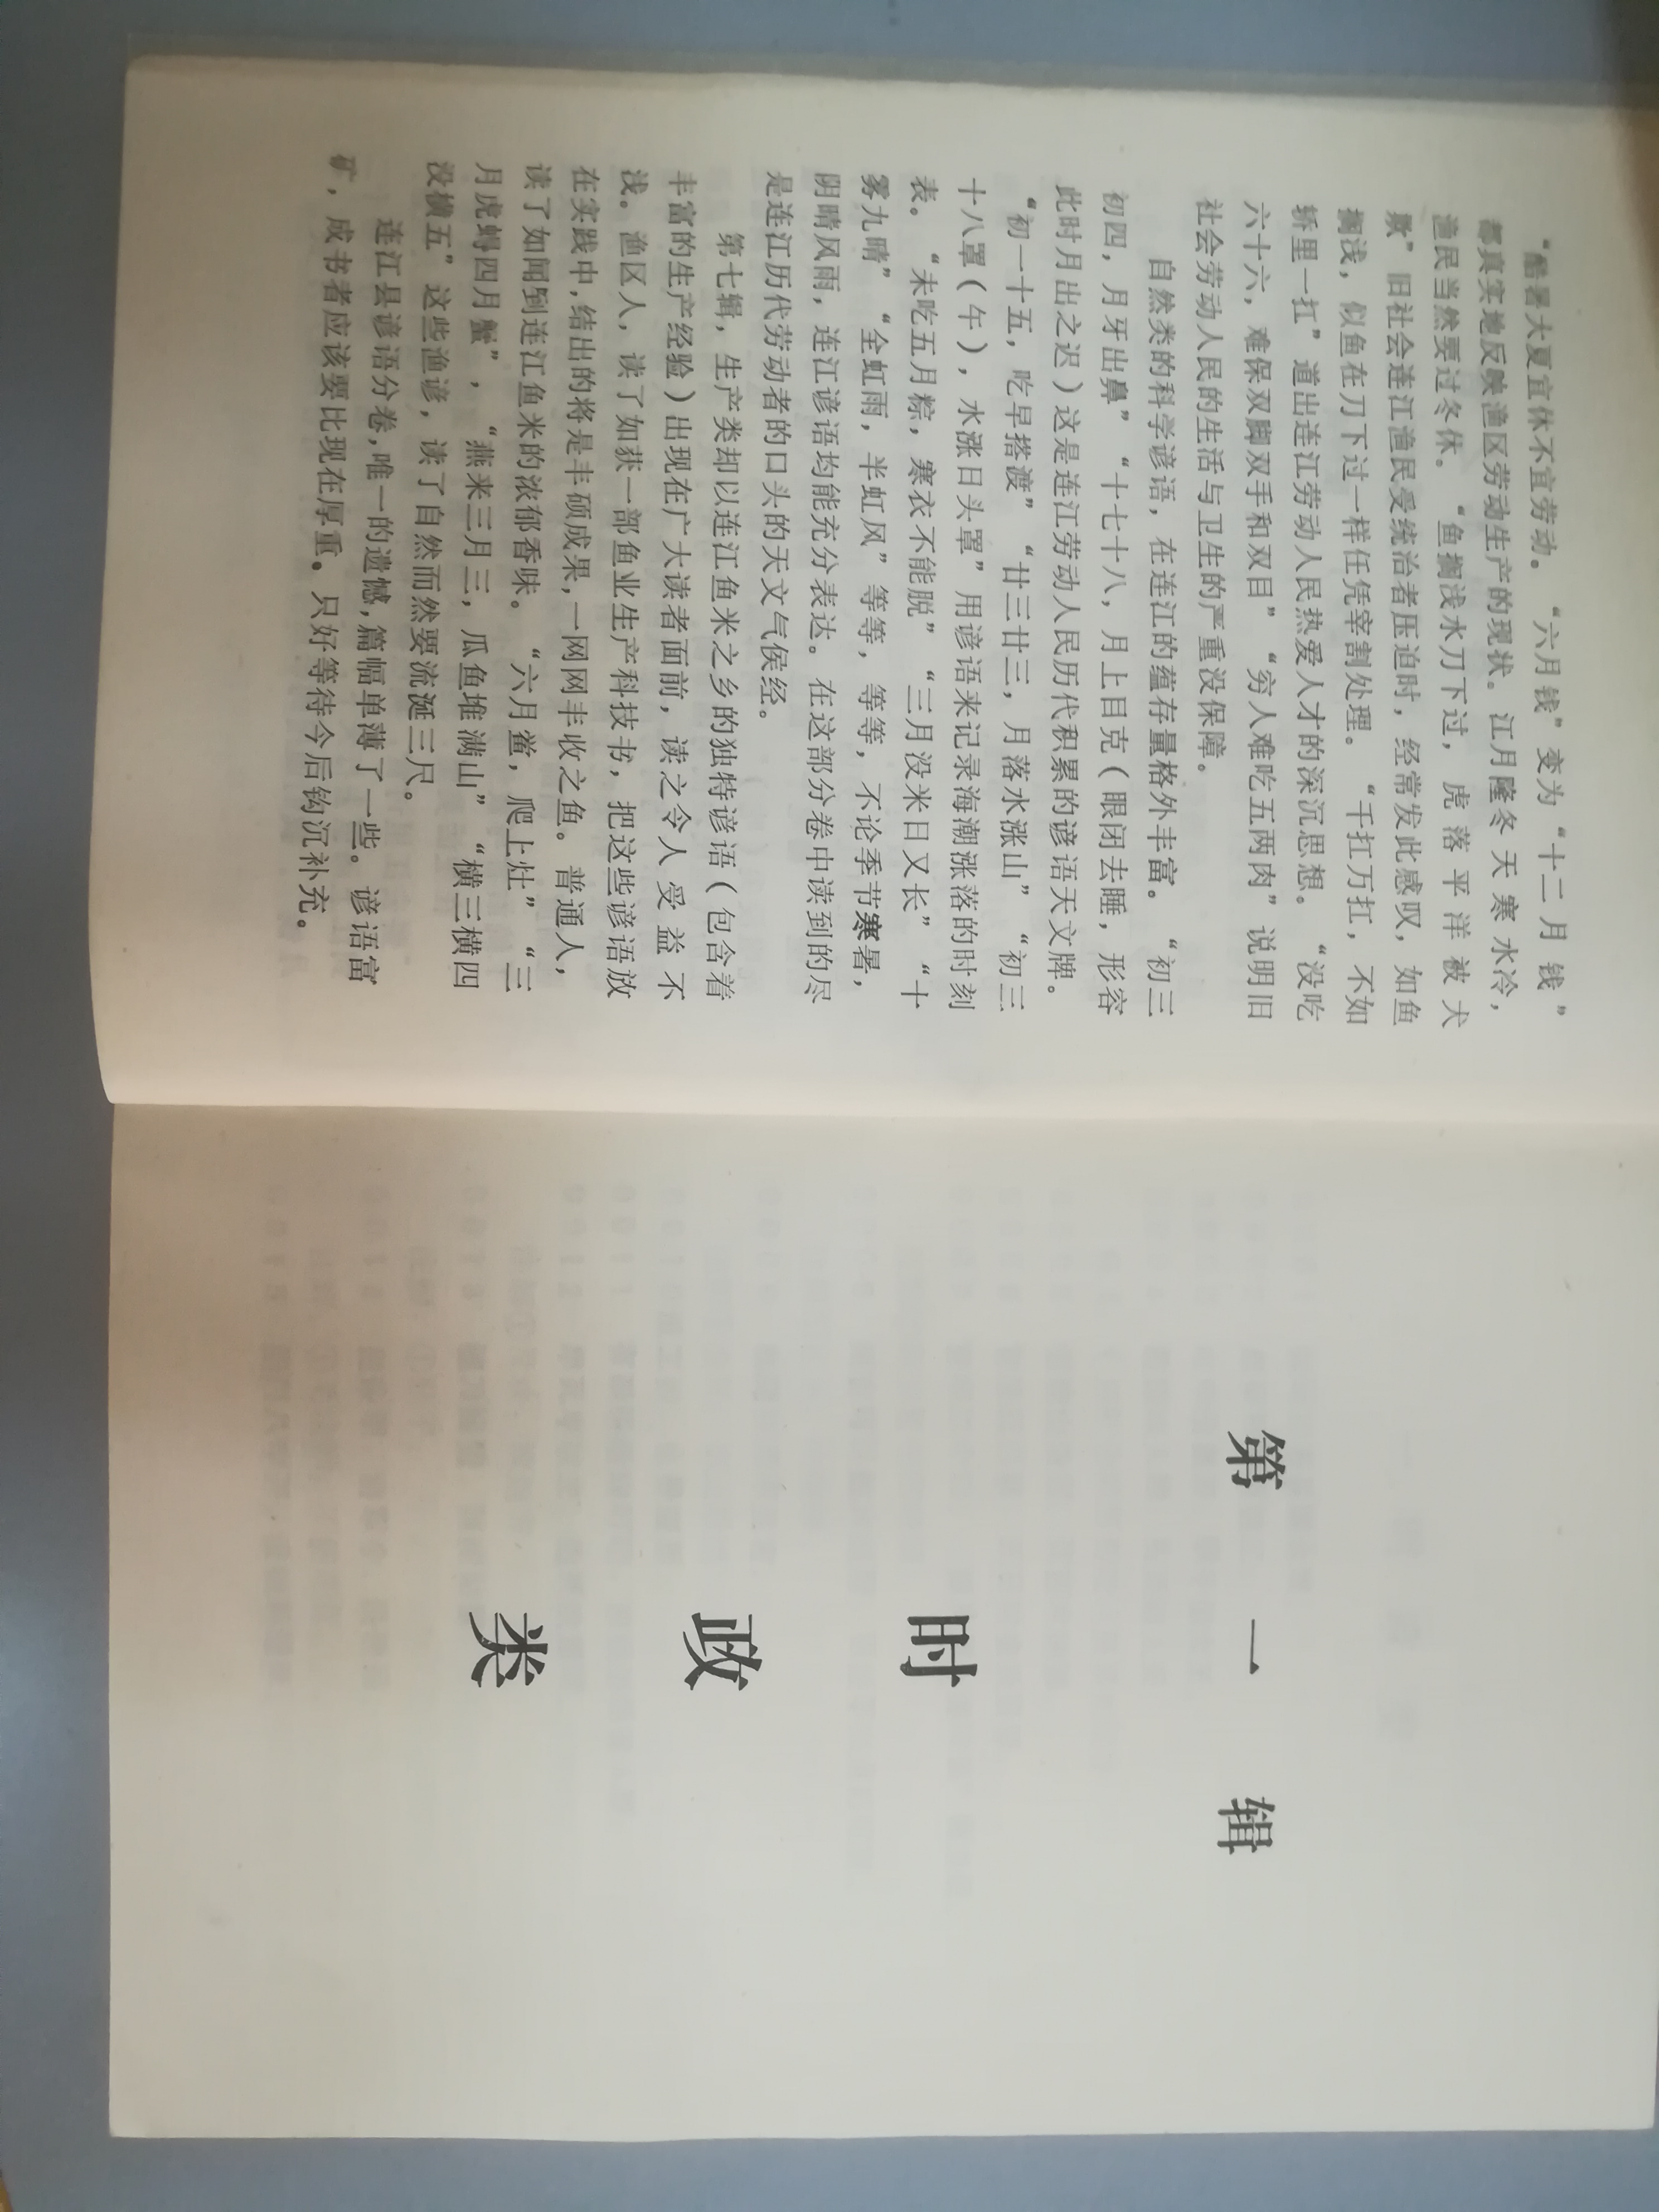 “酷暑大夏宜休不宜劳动。“六月钱”变为“十二月钱”
都真实地反映渔区劳动生产的现状。江月隆冬天寒水冷，
渔民当然要过冬休。“鱼搁浅水刀下过，虎落平洋被犬
欺”旧社会连江渔民受统治者压迫时，经常发此感叹，如鱼
搁浅，似鱼在刀下过一样任凭宰割处理。“千扛万扛，不如
轿里一扛”道出连江劳动人民热爱人才的深沉思想。“没吃
六十六，难保双脚双手和双目”“穷人难吃五两肉”说明旧
社会劳动人民的生活与卫生的严重没保障。
自然类的科学谚语，在连江的蕴存量格外丰富。“初三
初四，月牙出鼻”“十七十八，月上目克（眼闭去睡，形容
此时月出之迟）这是连江劳动人民历代积累的谚语天文牌。
“初一十五，吃早搭渡”“廿三廿三，月落水涨山”“初三
十八罩（午），水涨日头罩”用谚语来记录海潮涨落的时刻
表。“未吃五月粽，寒衣不能脱”“三月没米日又长”“十
雾九晴”“全虹雨，半虹风”等等，等等，不论季节寒暑，
阴晴风雨，连江谚语均能充分表达。在这部分卷中读到的尽
是连江历代劳动者的口头的天文气侯经。
第七辑，生产类却以连江鱼米之乡的独特谚语（包含着
丰富的生产经验）出现在广大读者面前，读之令人受益不
浅。渔区人，读了如获一部鱼业生产科技书，把这些谚语放
在实践中，结出的将是丰硕成果，一网网丰收之鱼。普通人，
读了如闻到连江鱼米的浓郁香味。“六月鲎，爬上灶”“三
月虎蟳四月蟹”，“燕来三月三，瓜鱼堆满山”“横三横四
没横五”这些渔谚，读了自然而然要流涎三尺。
连江县谚语分卷，唯一的遗憾，篇幅单薄了一些。谚语富
矿，成书者应该要比现在厚重。只好等待今后钩沉补充。
第一辑
时
政
类